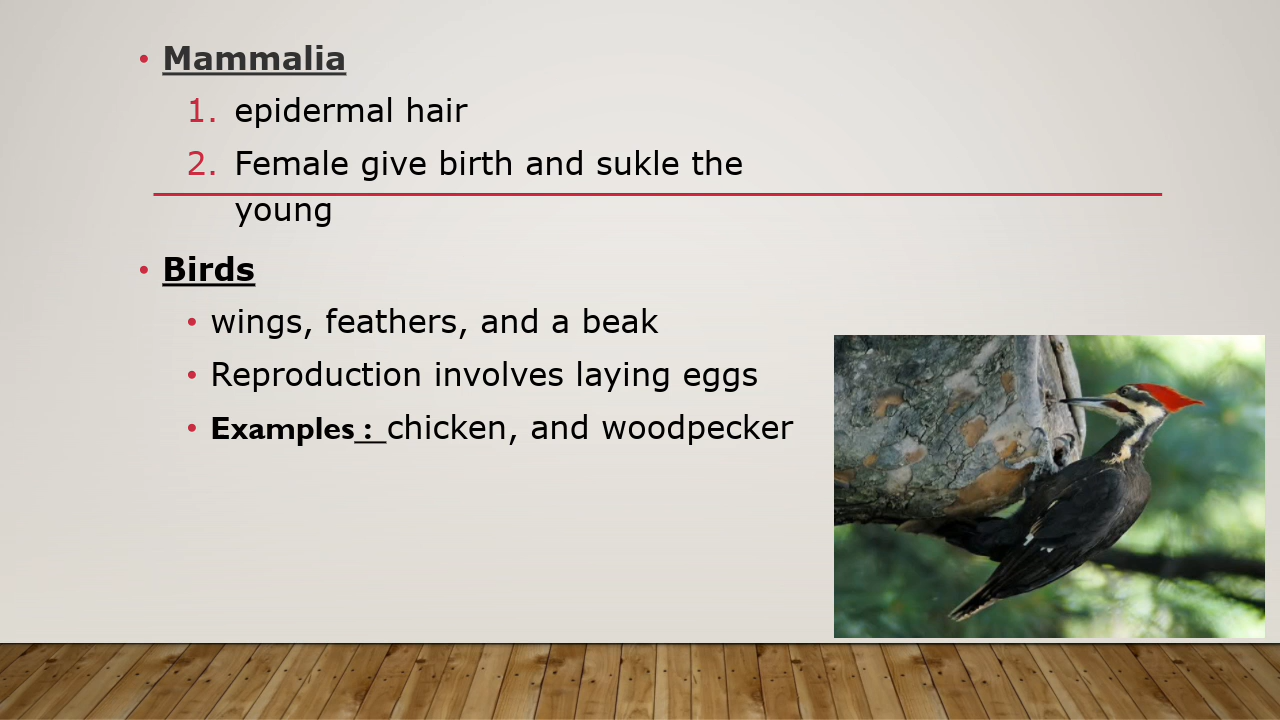 • Mammalia
1. epidermal hair
2. Female give birth and sukle the
young
• Birds
• wings, feathers, and a beak
• Reproduction involves laying eggs
• Examples : chicken, and woodpecker